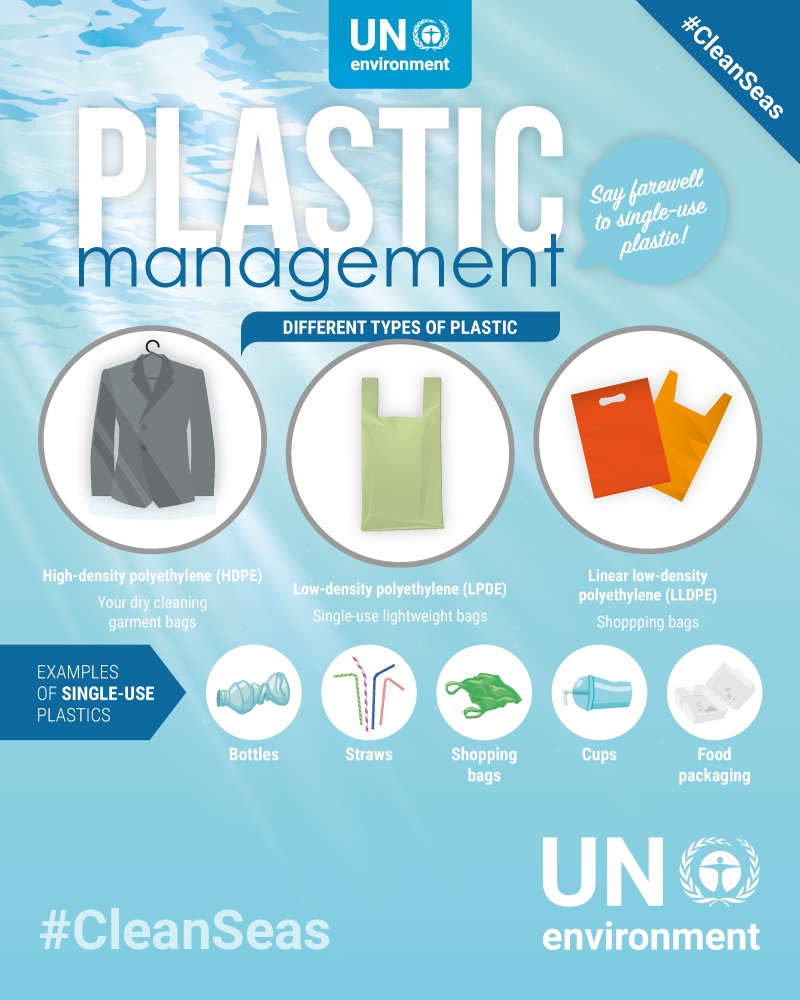 UN
environment
#CleanSeas
PLASTIC
management
Say farewell
to single-use
plastic!
DIFFERENT TYPES OF PLASTIC
High-density polyethylene (HDPE)
Your dry cleaning
garment bags
Low-density polyethylene (LPDE)
Single-use lightweight bags
Linear low-density
polyethylene (LLDPE)
Shoppping bags
EXAMPLES
OF SINGLE-USE
PLASTICS
Bottles
Straws
Shopping
bags
Cups
Food
packaging
#CleanSeas
UN
environment